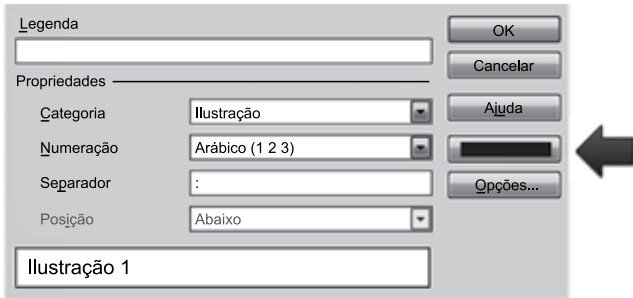 Legenda
OK
Cancelar
Propriedades
Categoria Ilustração Ajuda
Numeração Arábico (1 2 3)
Separador : Opções...
Posição Abaixo
Ilustração 1